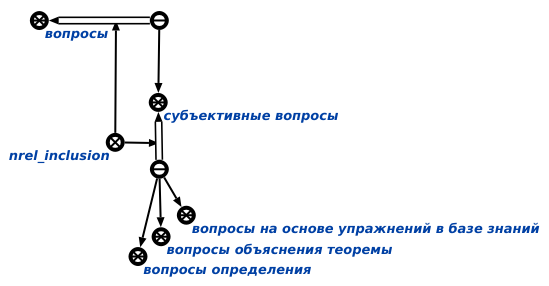 вопросы
субъективные вопросы
nrel_inclusion
вопросы на основе упражнений в базе знаний
вопросы объяснения теоремы
вопросы определения